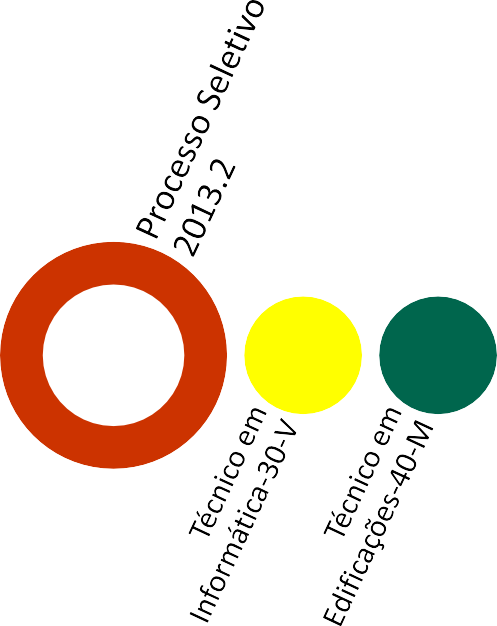 Processo Seletivo
2013.2
Técnico em
Informática-30-V
Técnico em
Edificações-40-M